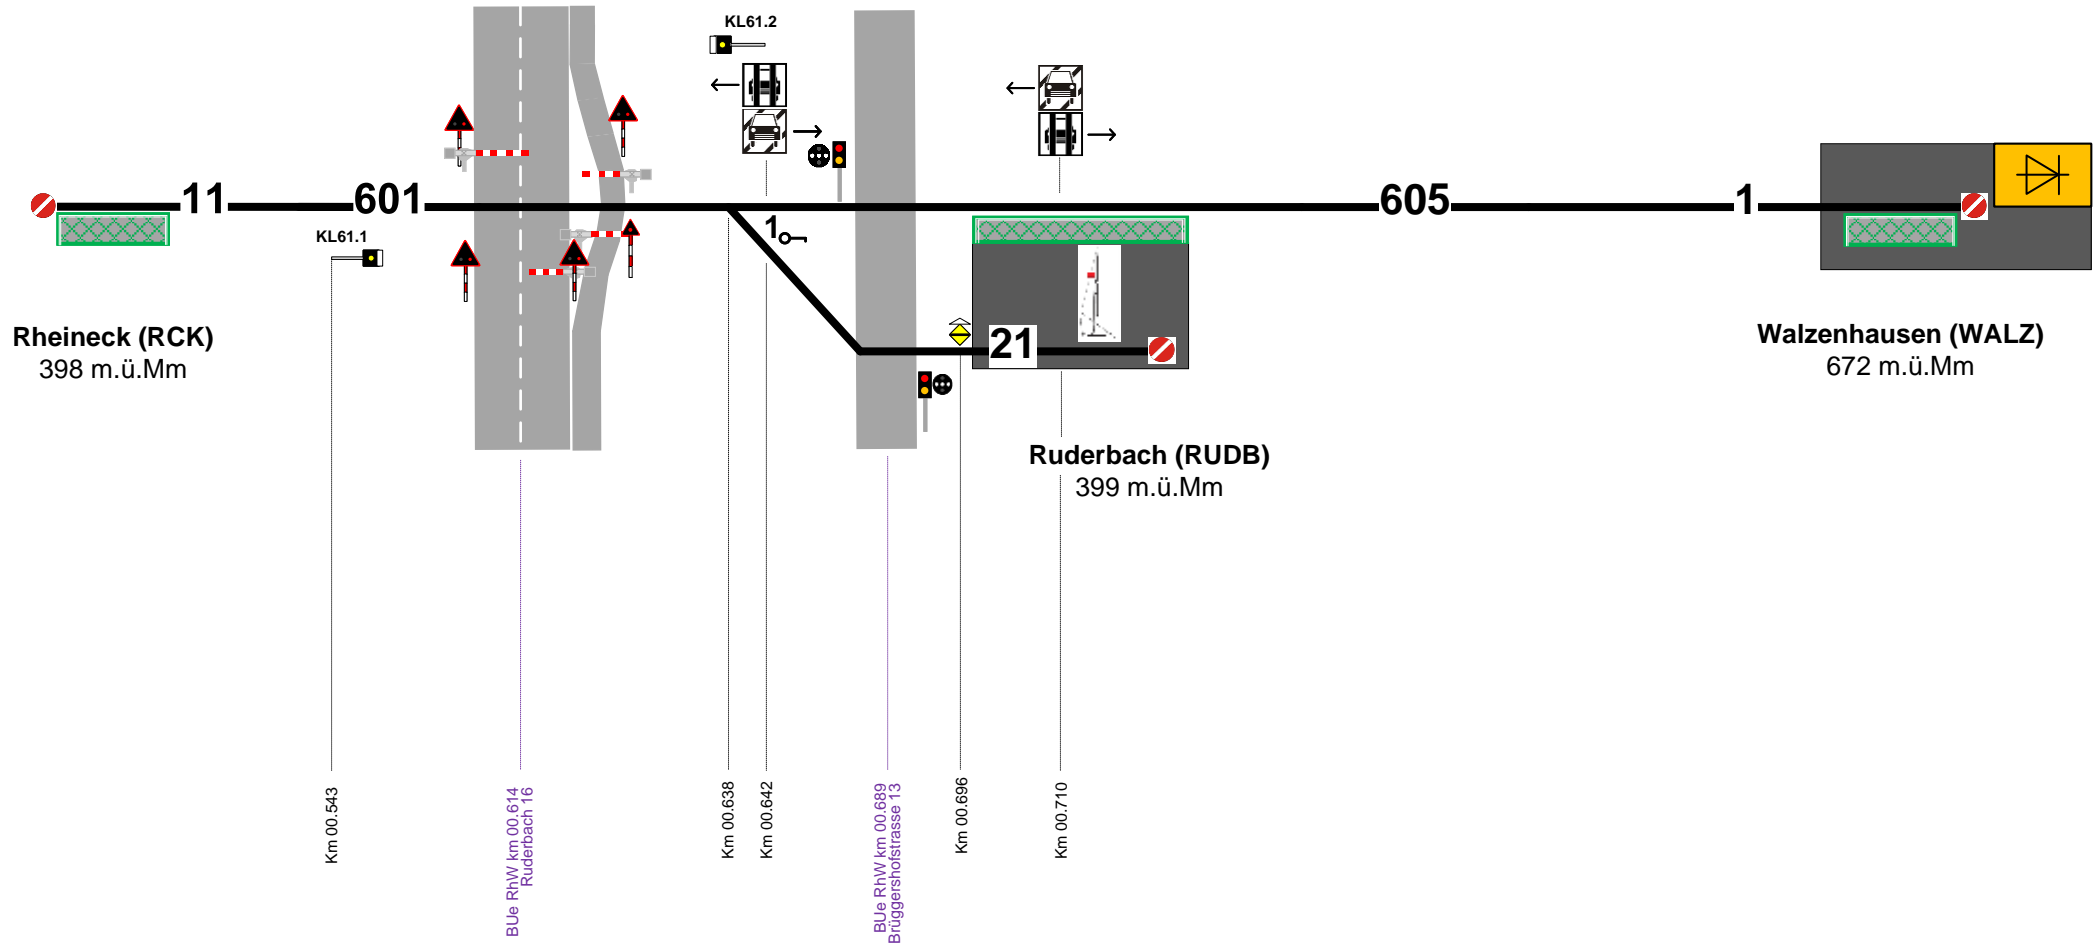 KL61.2
11
601
605
1
1
KL61.1
21
Rheineck (RCK)
398 m.ü.Mm
Walzenhausen (WALZ)
672 m.ü.Mm
Ruderbach (RUDB)
399 m.ü.Mm
Km 00.543
BUe RhW km 00.614
Ruderbach 16
Km 00.638
Km 00.642
BUe RhW km 00.689
Brüggershofstrasse 13
Km 00.696
Km 00.710